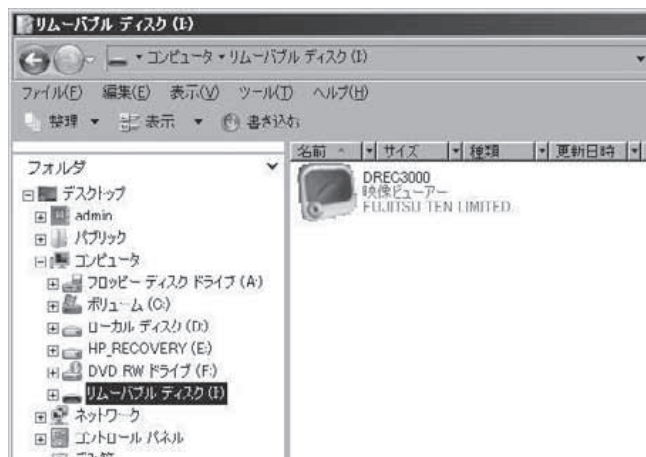 リムーバブル ディスク (I:)
コンピュータ リムーバブル ディスク (I:)
ファイル(F) 編集(E) 表示(V) ツール(T) ヘルプ(H)
整理 表示 書き込む
名前 サイズ 種類 更新日時
フォルダ
DREC3000
映像ビューアー
FUJITSU TEN LIMITED
デスクトップ
admin
パブリック
コンピュータ
フロッピー ディスク ドライブ (A:)
ボリューム (C:)
ローカル ディスク (D:)
HP_RECOVERY (E:)
DVD RW ドライブ (F:)
リムーバブル ディスク (I:)
ネットワーク
コントロール パネル